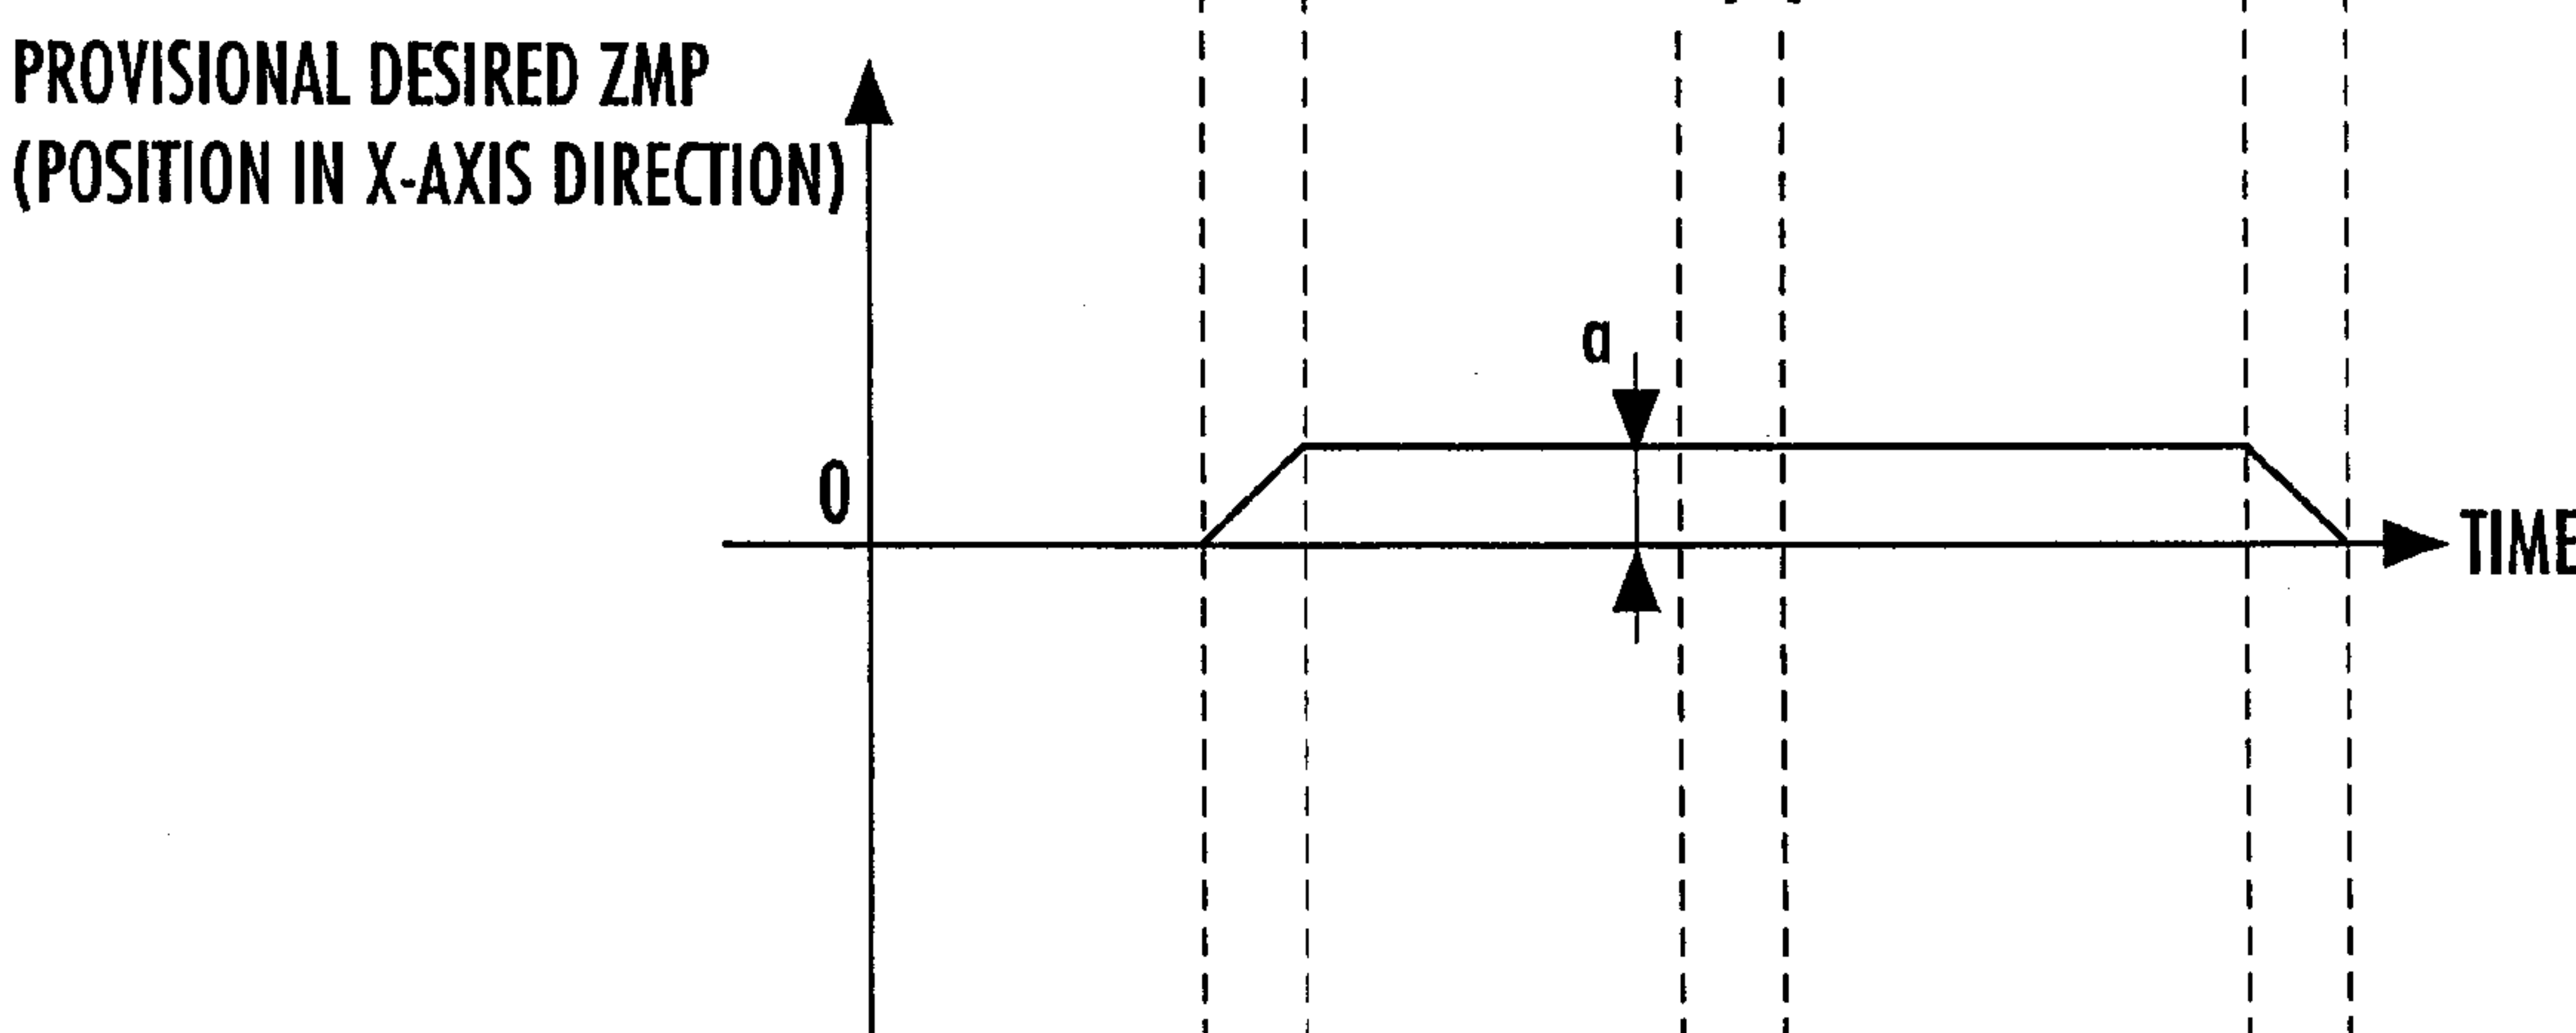 PROVISIONAL DESIRED ZMP
(POSITION IN X-AXIS DIRECTION)
a
0
TIME